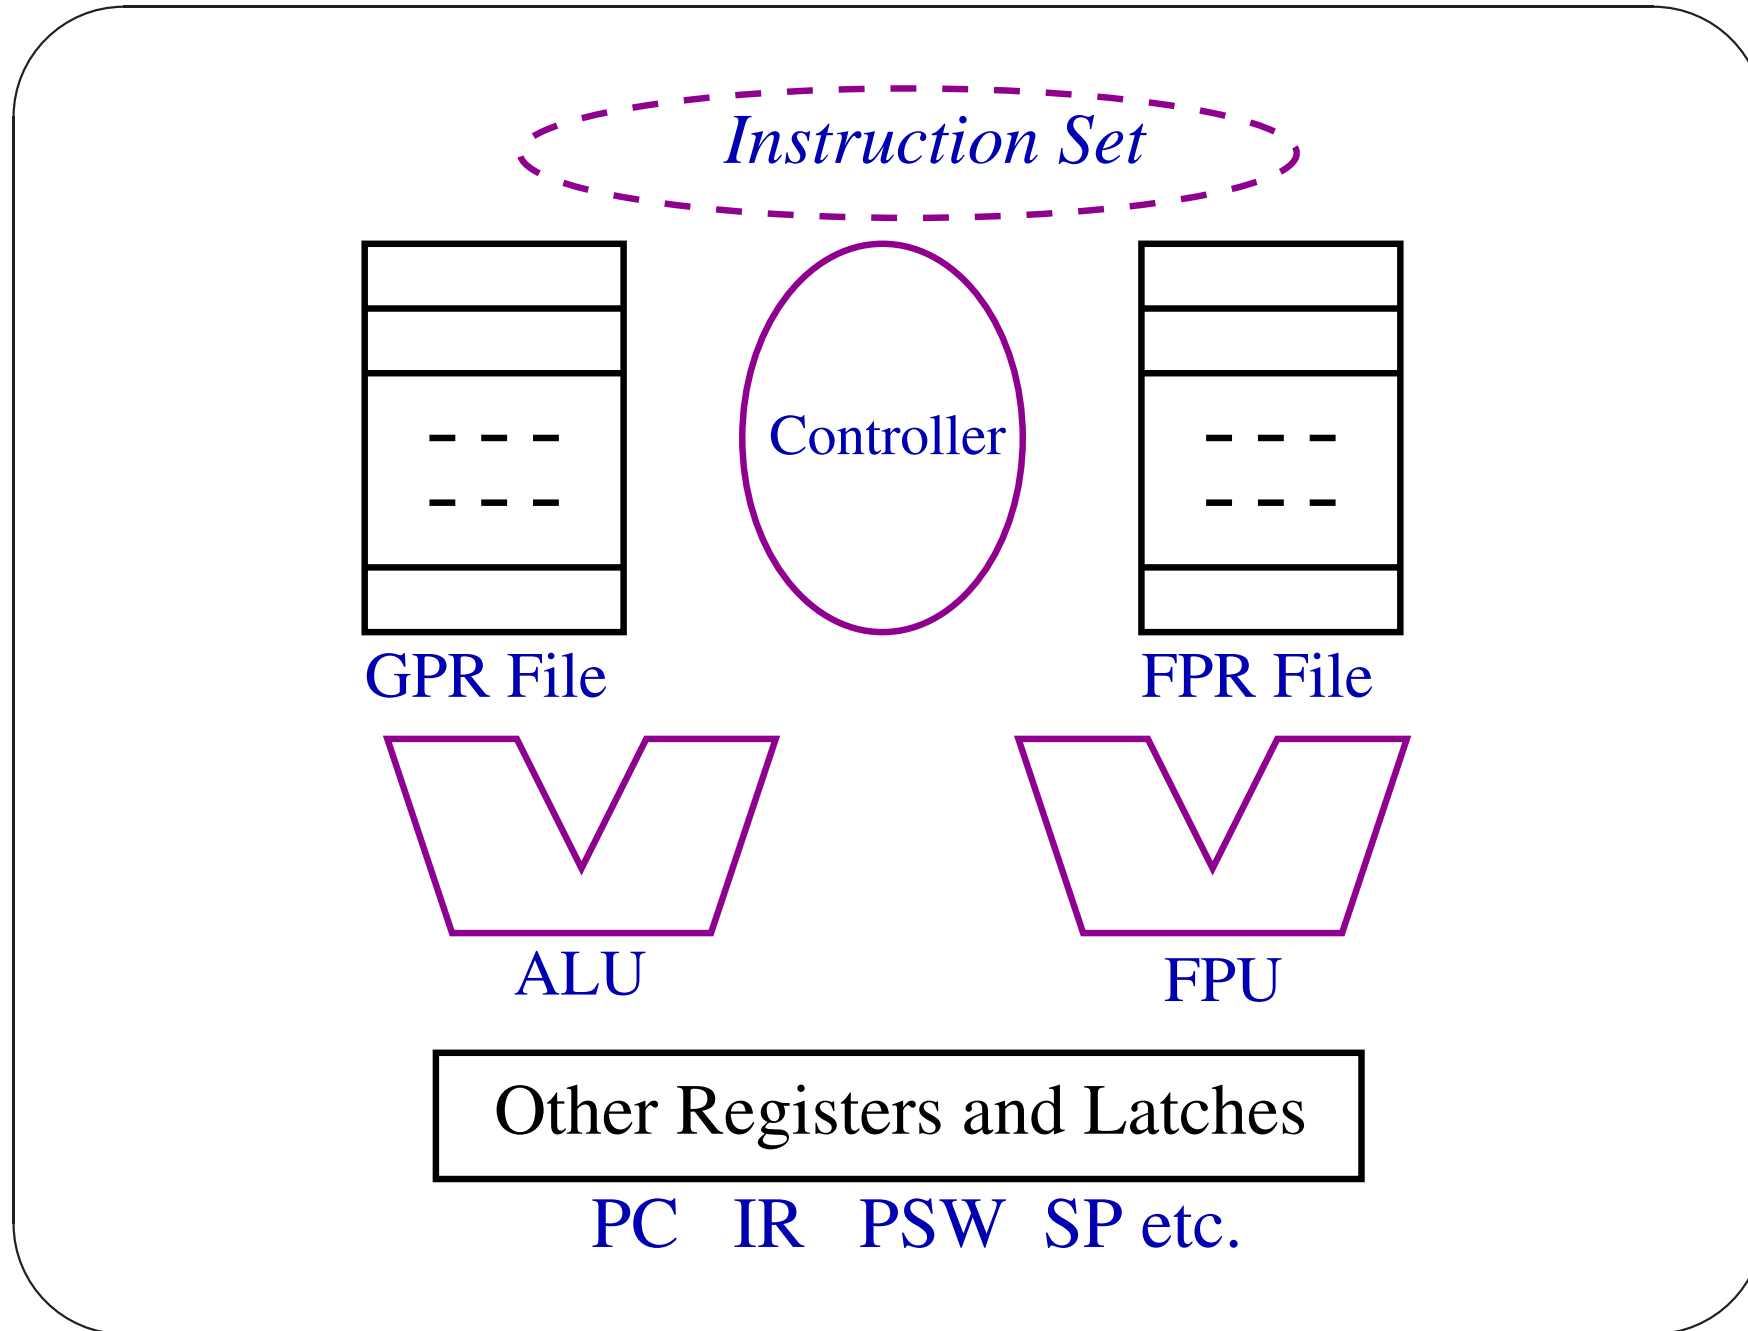 Instruction Set
Controller
GPR File
FPR File
ALU
FPU
Other Registers and Latches
PC IR PSW SP etc.